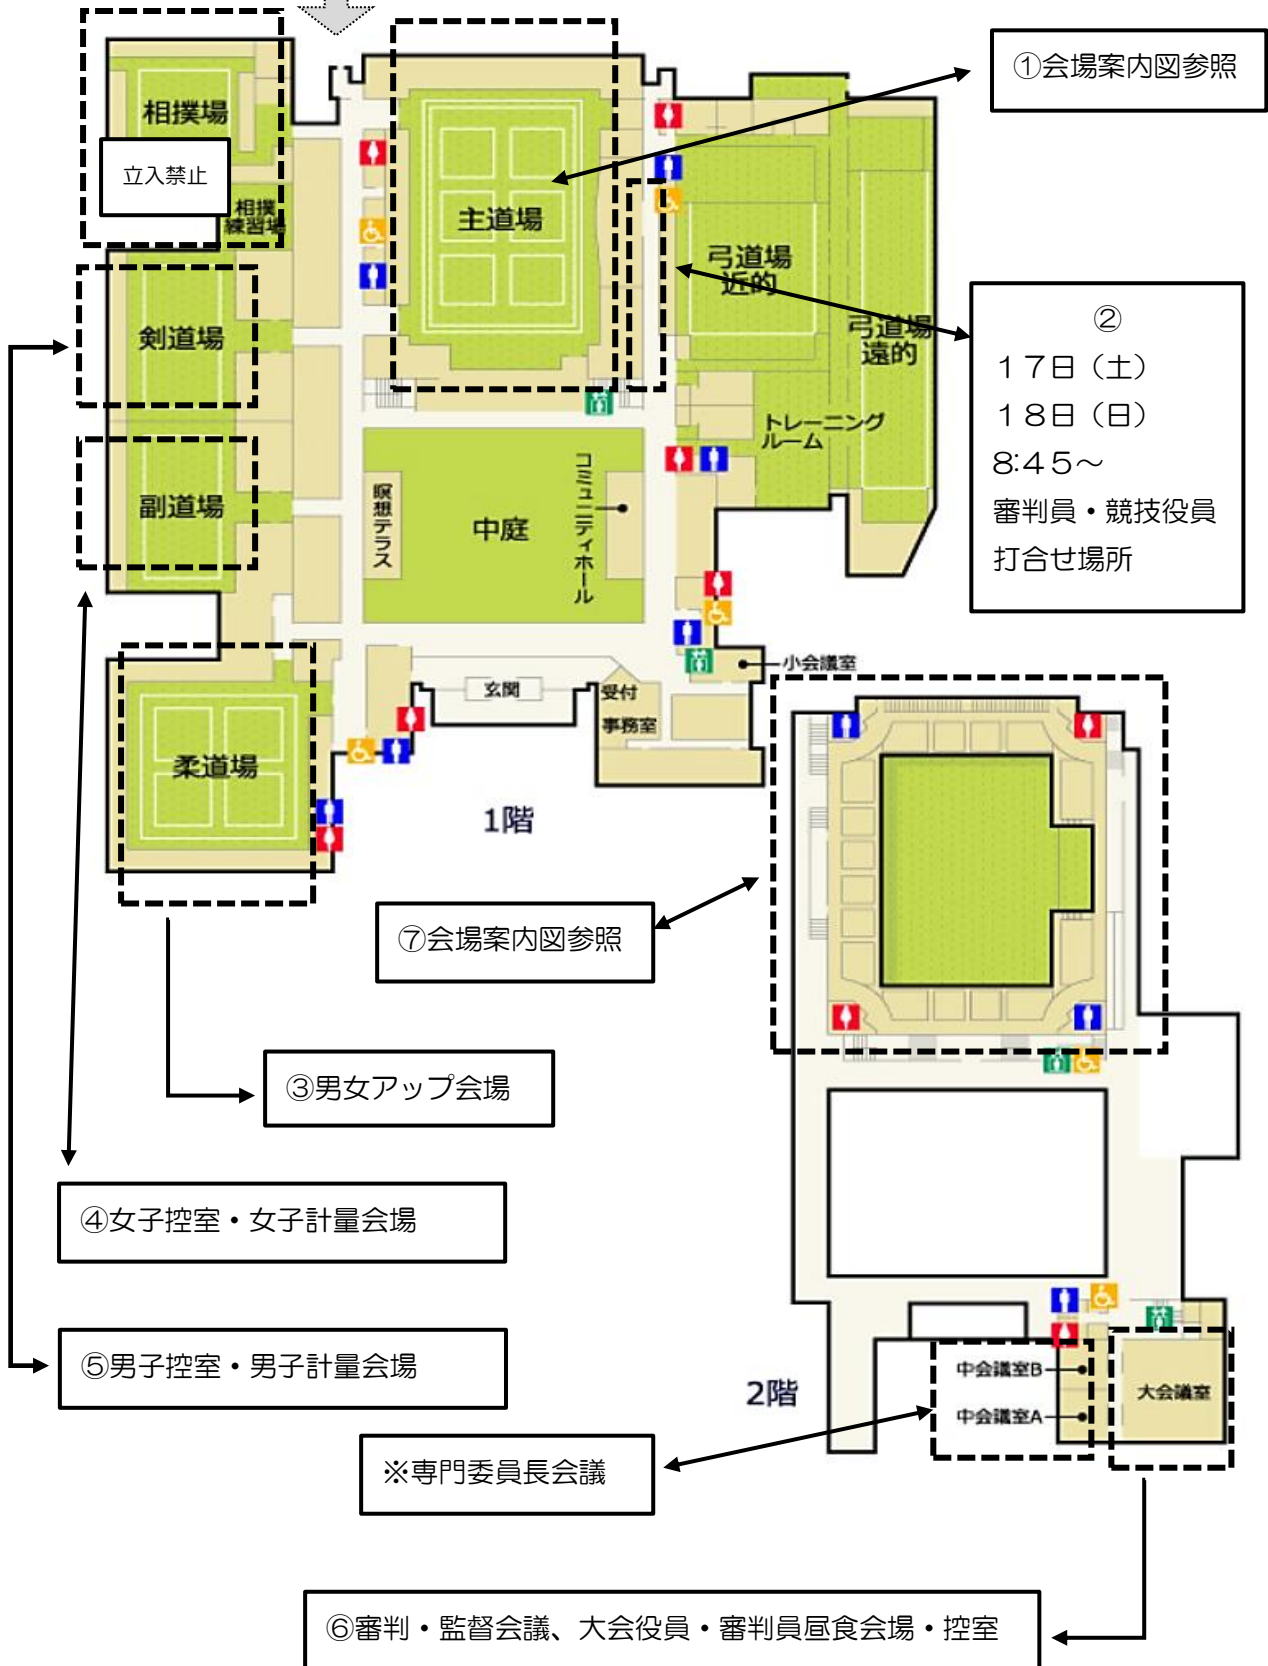 ①会場案内図参照
相撲場
立入禁止
相撲
練習場
主道場
弓道場
近的
弓道場
遠的
②
１７日（土）
１８日（日）
8:４５～
審判員・競技役員
打合せ場所
剣道場
トレーニング
ルーム
副道場
瞑想テラス
中庭
コミュニティホール
小会議室
玄関
受付
事務室
柔道場
1階
⑦会場案内図参照
③男女アップ会場
④女子控室・女子計量会場
⑤男子控室・男子計量会場
2階
中会議室B
中会議室A
大会議室
※専門委員長会議
⑥審判・監督会議、大会役員・審判員昼食会場・控室